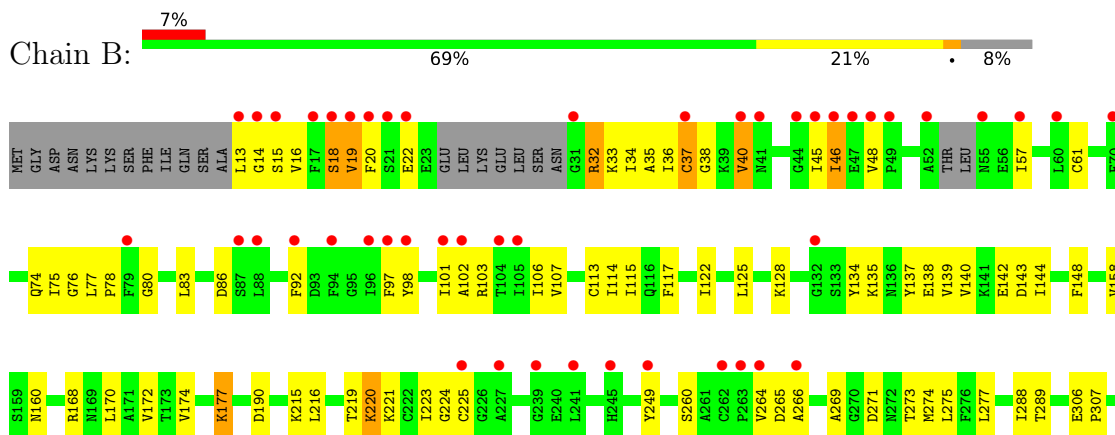 7%
Chain B:
69% 21% • 8%
MET GLY ASP ASN LYS LYS SER PHE ILE GLN SER ALA L13 G14 S15 V16 F17 S18 V19 F20 S21 E22 E23 GLU LEU LYS GLU LEU SER ASN G31 R32 K33 I34 A35 I36 C37 G38 K39 V40 N41 G44 I45 I46 E47 V48 P49 A52 THR LEU N55 E56 I57 L60 C61
Q74 I75 G76 L77 P78 F79 G80 L83 D86 S87 L88 F92 D93 F94 G95 I96 F97 Y98 I101 A102 R103 T104 I105 I106 V107 C113 I114 I115 Q116 F117 I122 L125 K128 G132 S133 Y134 K135 N136 Y137 E138 V139 V140 K141 E142 D143 I144 F148 V158
S159 N160 R168 N169 L170 A171 V172 T173 V174 K177 D190 K215 L216 T219 K220 K221 C222 I223 G224 C225 G226 A227 G239 E240 L241 H245 Y249 S260 A261 C262 P263 V264 D265 A266 A269 G270 D271 N272 T273 M274 L275 F276 L277 I288 T289 E306 P307